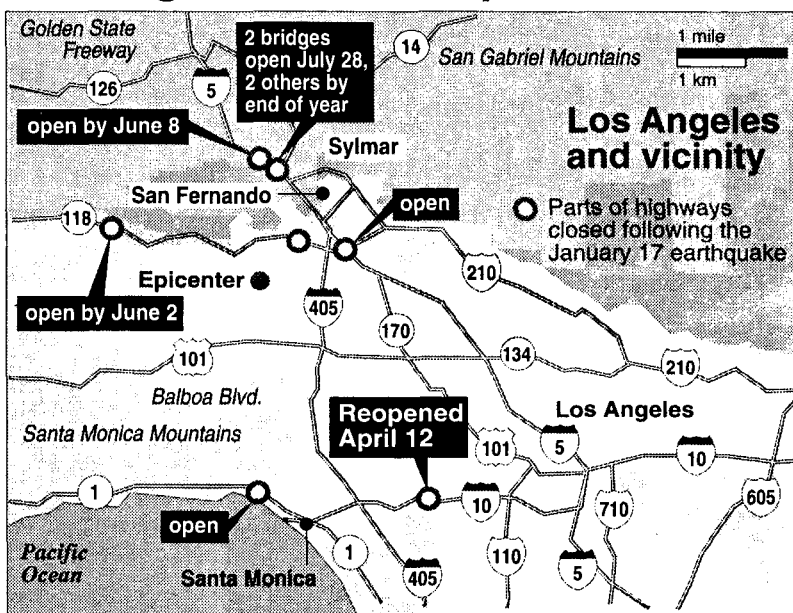 Golden State
Freeway
126
5
2 bridges
open July 28,
2 others by
end of year
14
San Gabriel Mountains
1 mile
1 km
open by June 8
Sylmar
Los Angeles
and vicinity
San Fernando
open
Parts of highways
closed following the
January 17 earthquake
118
Epicenter
open by June 2
405
170
210
101
134
210
Balboa Blvd.
Santa Monica Mountains
Reopened
April 12
Los Angeles
101
5
10
1
open
10
710
605
Pacific
Ocean
Santa Monica
1
405
110
5